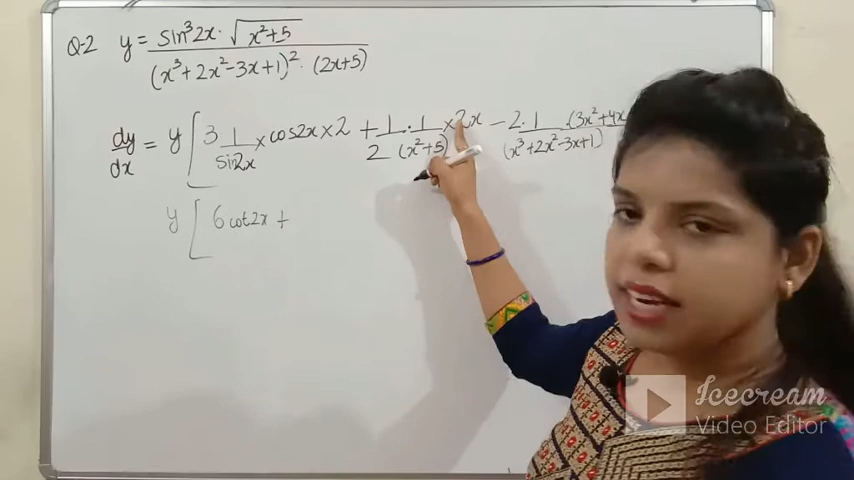 Q-2 y = sin³2x · √(x²+5) / (x³+2x²-3x+1)² · (2x+5)
dy/dx = y [ 3 1/sin2x × cos2x × 2 + 1/2 · 1/(x²+5) × 2x - 2 · 1/(x³+2x²-3x+1) (3x²+4x
y [ 6 cot2x +
Icecream
Video Editor